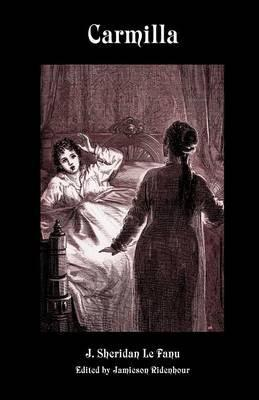 Carmilla
J. Sheridan Le Fanu
Edited by Jamieson Ridenhour